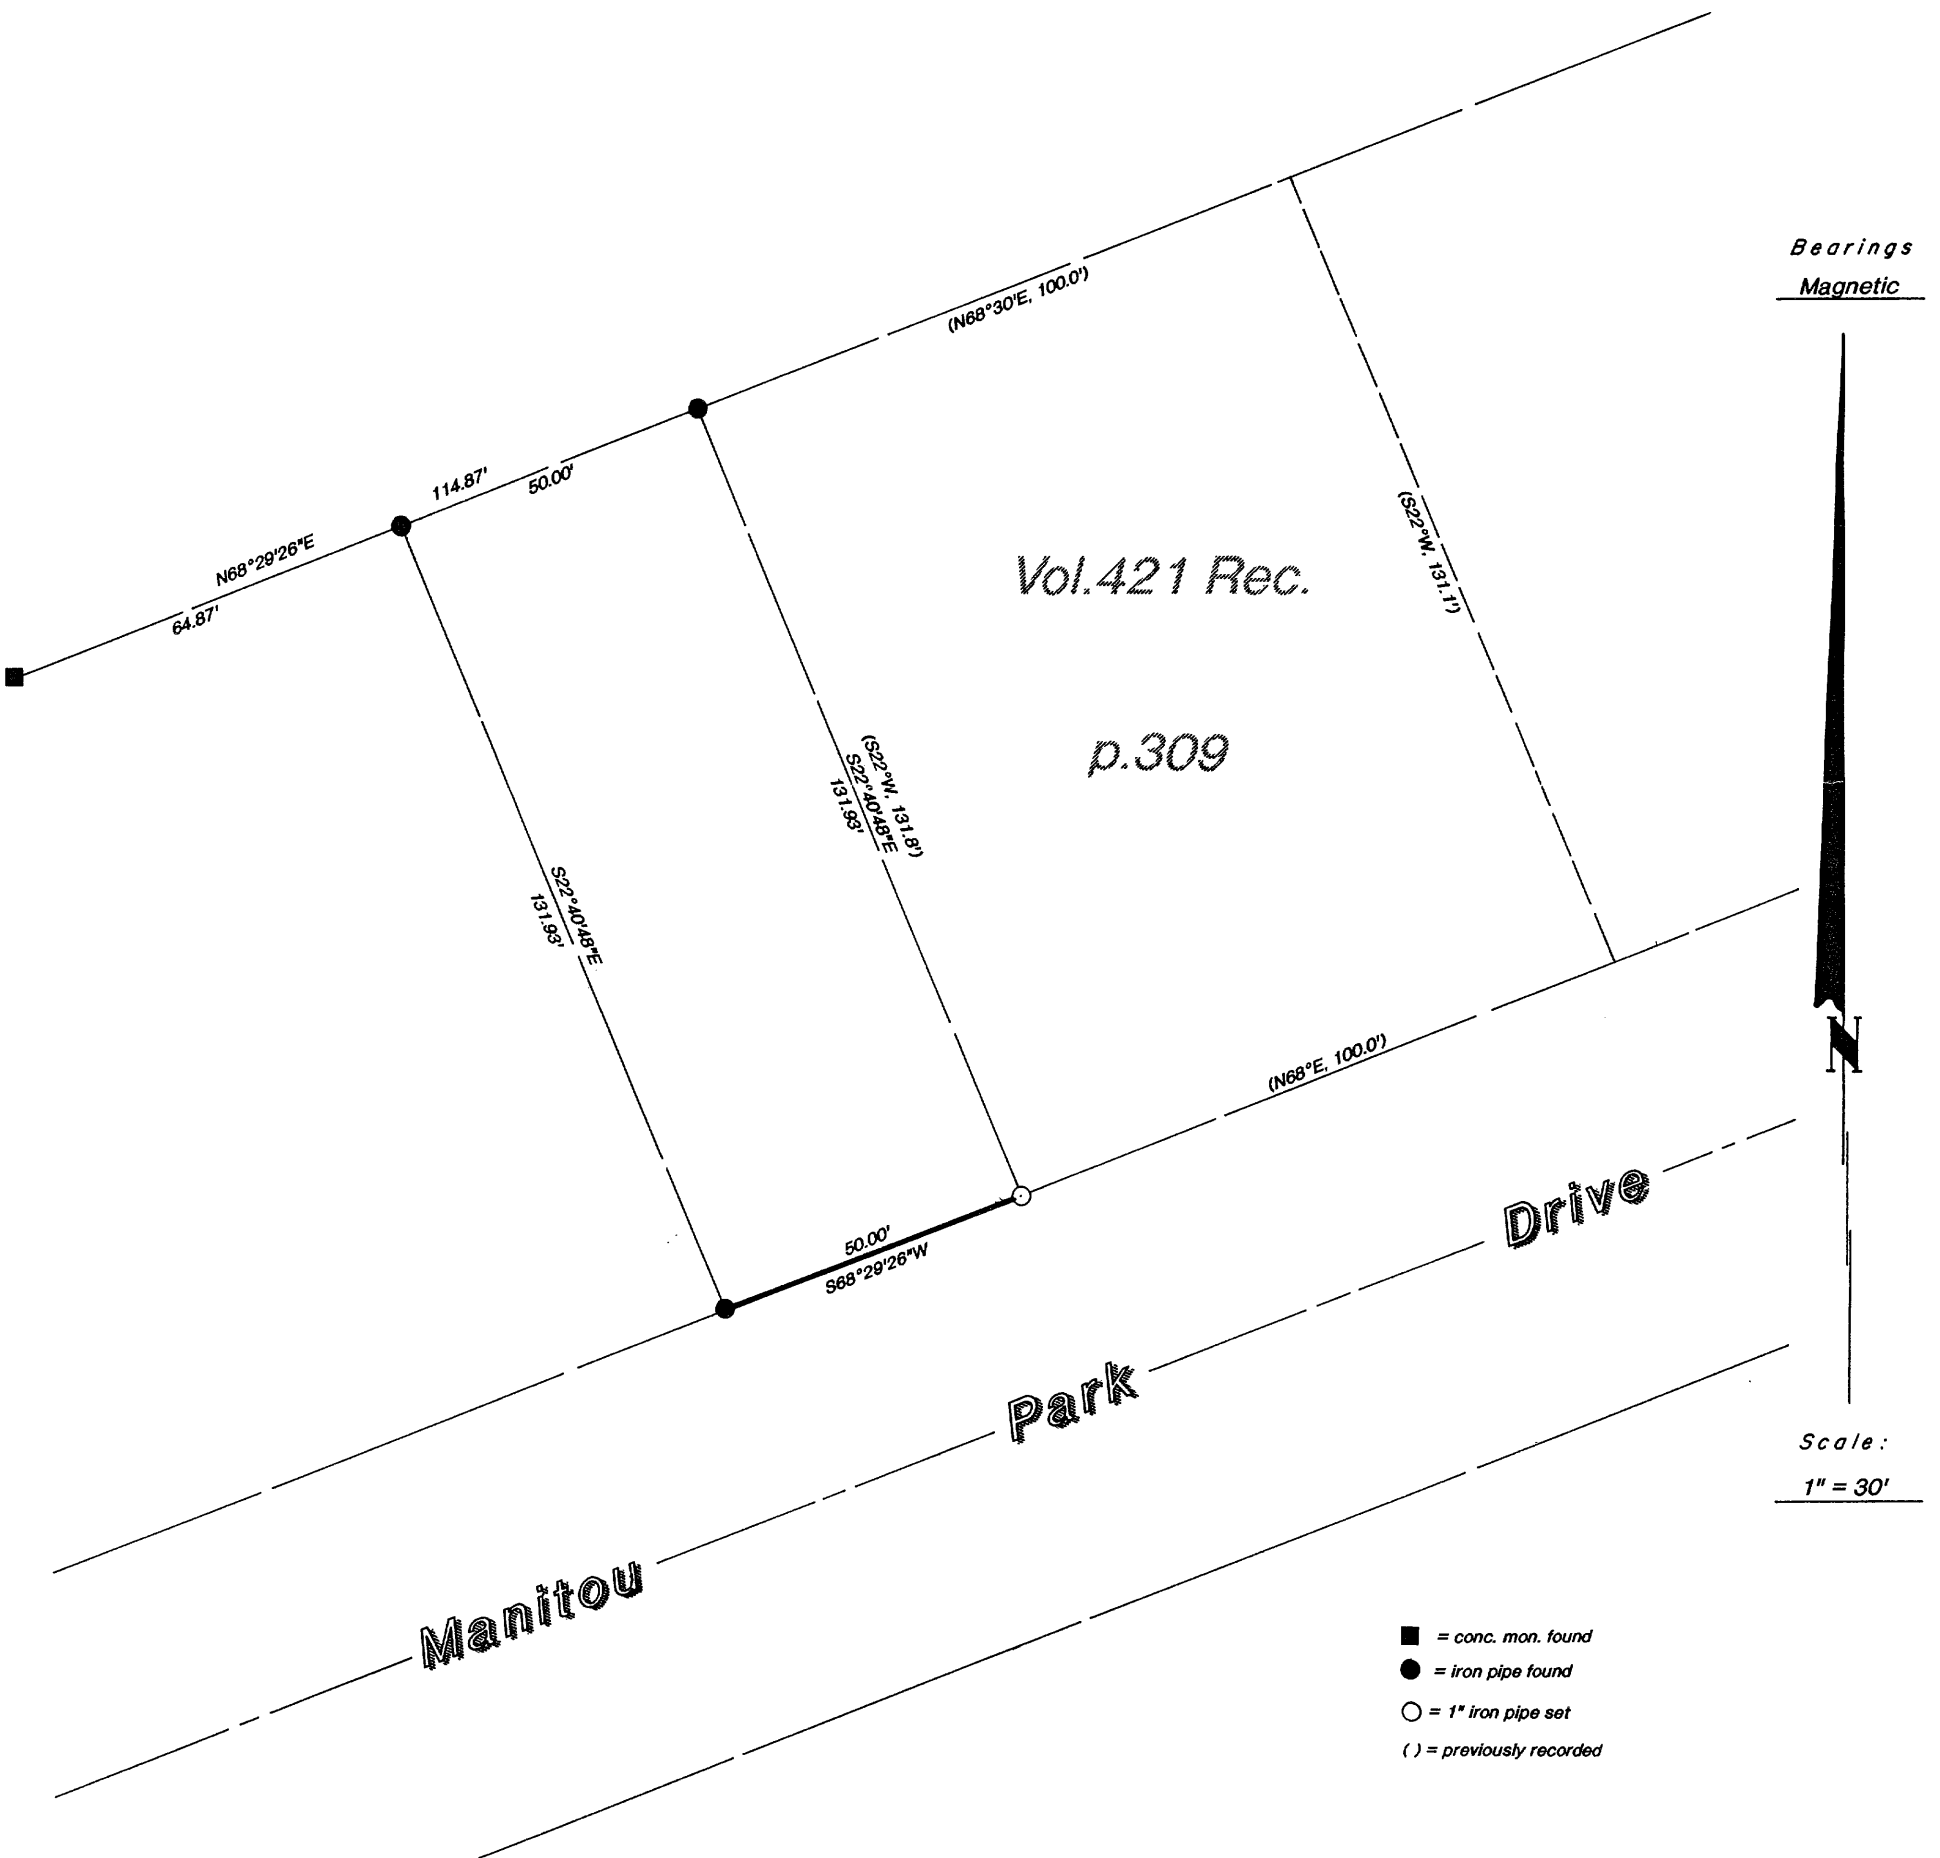 Bearings
Magnetic
(N68°30'E, 100.0')
114.87'
50.00'
N68°29'26"E
64.87'
(S22°W, 131.1')
Vol.421 Rec.
p.309
(S22°W, 131.8')
S22°40'48"E
131.93'
S22°40'48"E
131.93'
N
(N68°E, 100.0')
50.00'
S68°29'26"W
Manitou Park Drive
Scale:
1" = 30'
= conc. mon. found
= iron pipe found
= 1" iron pipe set
( ) = previously recorded